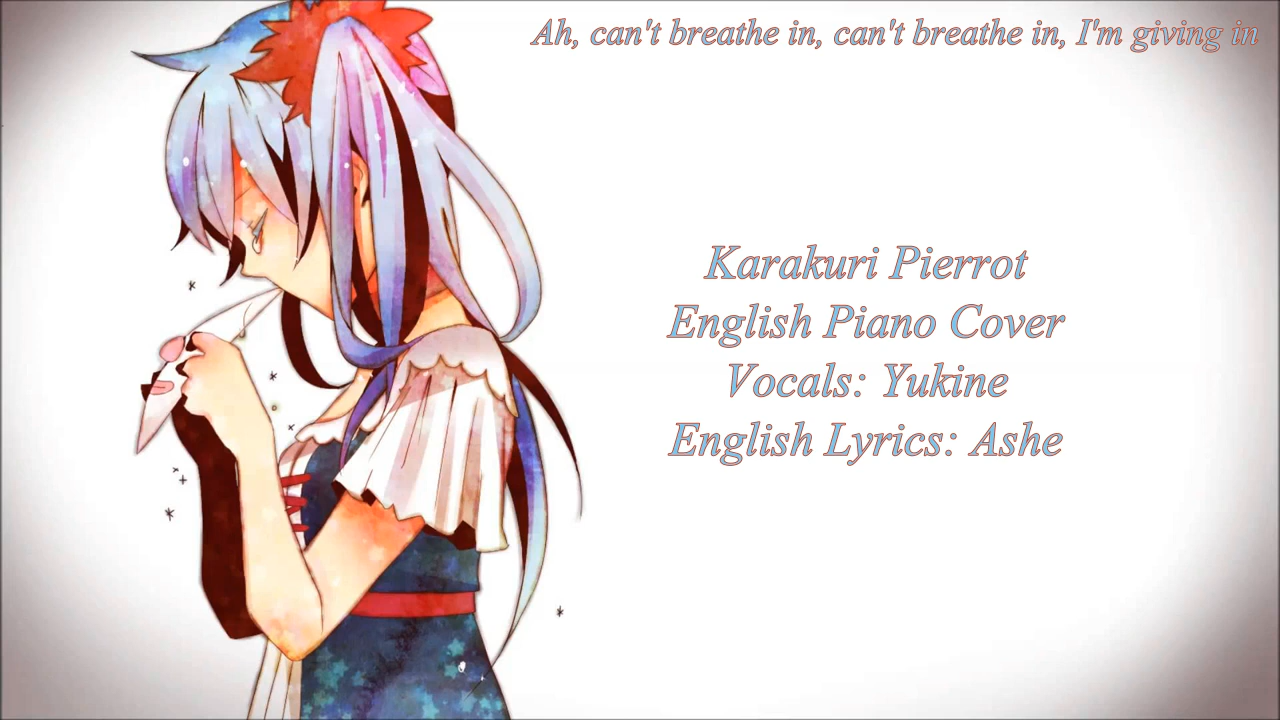 Ah, can't breathe in, can't breathe in, I'm giving in
Karakuri Pierrot
English Piano Cover
Vocals: Yukine
English Lyrics: Ashe